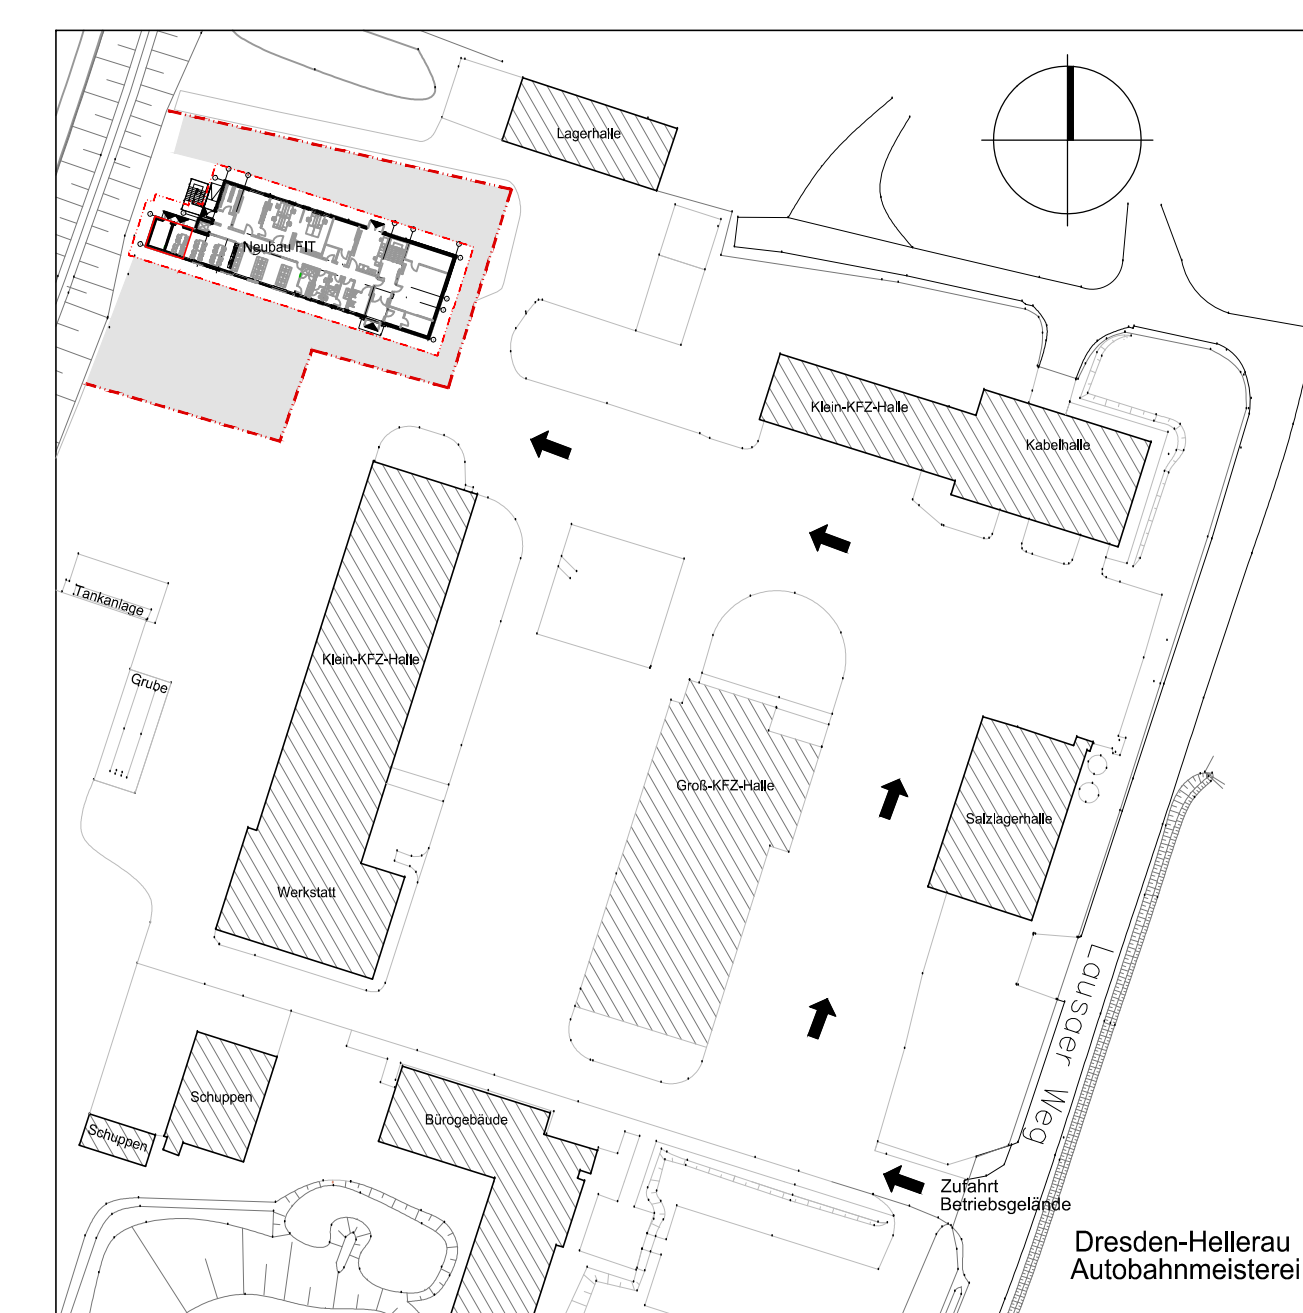 Lagerhalle
Neubau FIT
Klein-KFZ-Halle
Kabelhalle
Tankanlage
Klein-KFZ-Halle
Grube
Groß-KFZ-Halle
Salzlagerhalle
Werkstatt
Lausaer Weg
Schuppen
Schuppen
Bürogebäude
Zufahrt
Betriebsgelände
Dresden-Hellerau
Autobahnmeisterei